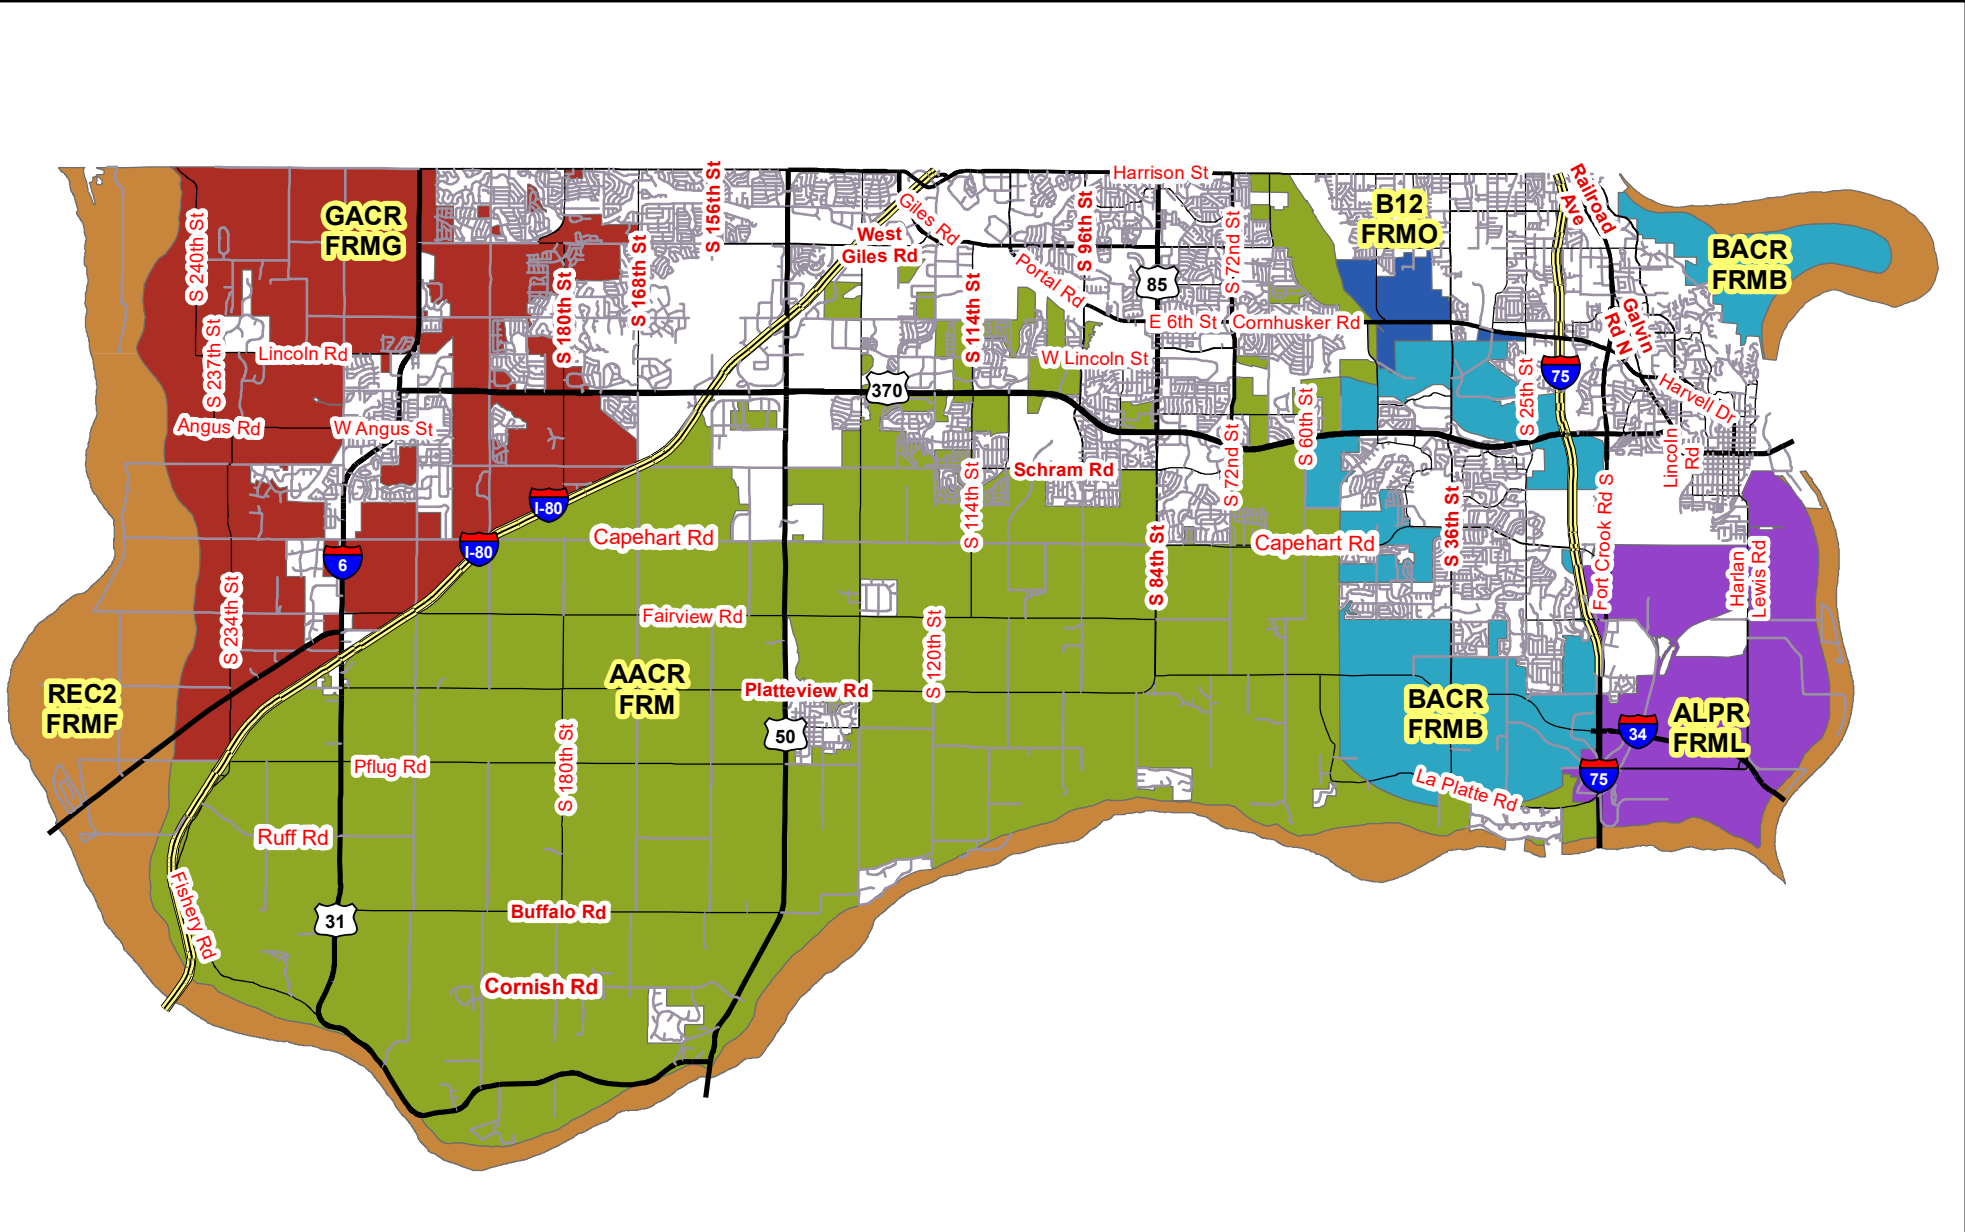 Harrison St
S 156th St
Railroad
Ave
GACR
FRMG
B12
FRMO
BACR
FRMB
S 240th St
S 168th St
Giles Rd
West
Giles Rd
S 96th St
S 72nd St
Portal Rd
85
S 180th St
S 114th St
E 6th St
Cornhusker Rd
Galvin
Rd N
S 237th St
Lincoln Rd
W Lincoln St
370
75
S 25th St
Harvell Dr
Angus Rd
W Angus St
S 60th St
Lincoln
Rd
Schram Rd
S 72nd St
S 114th St
I-80
I-80
6
Capehart Rd
Capehart Rd
S 36th St
Fort Crook Rd S
Harlan
Lewis Rd
S 84th St
S 234th St
Fairview Rd
S 120th St
REC2
FRMF
AACR
FRM
Platteview Rd
BACR
FRMB
ALPR
FRML
34
50
75
S 180th St
Pflug Rd
La Platte Rd
Ruff Rd
Fishery Rd
31
Buffalo Rd
Cornish Rd